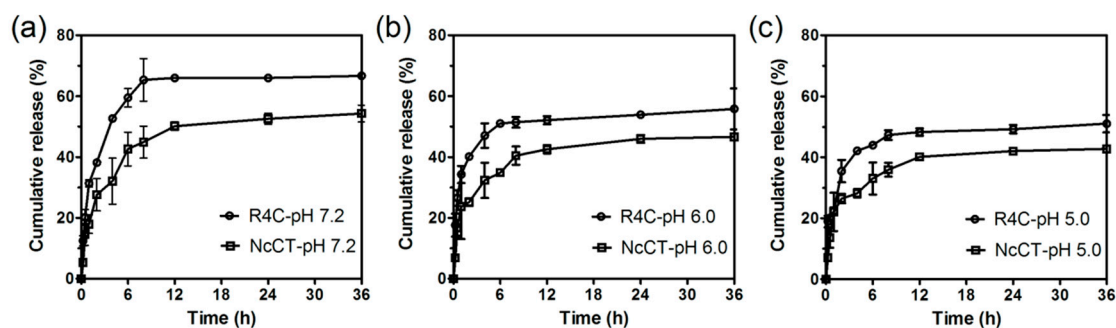 (a)
Cumulative release (%)
80
60
40
20
0
R4C-pH 7.2
NcCT-pH 7.2
0 6 12 18 24 30 36
Time (h)
(b)
Cumulative release (%)
80
60
40
20
0
R4C-pH 6.0
NcCT-pH 6.0
0 6 12 18 24 30 36
Time (h)
(c)
Cumulative release (%)
80
60
40
20
0
R4C-pH 5.0
NcCT-pH 5.0
0 6 12 18 24 30 36
Time (h)